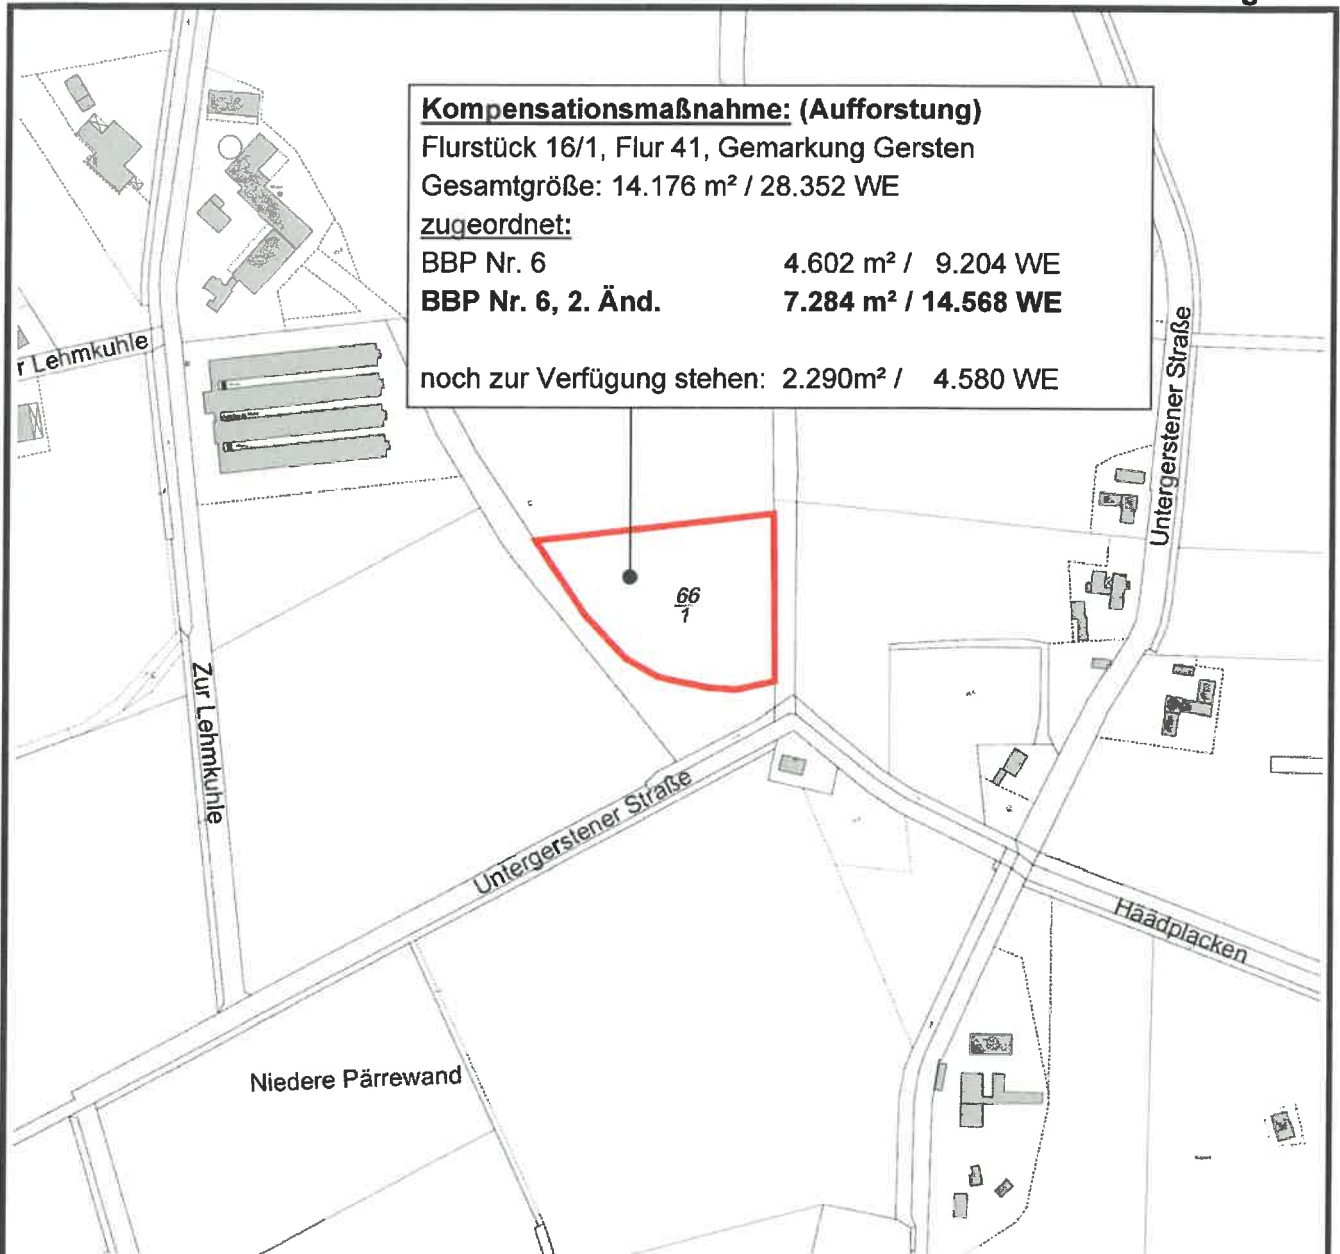 Kompensationsmaßnahme: (Aufforstung)
Flurstück 16/1, Flur 41, Gemarkung Gersten
Gesamtgröße: 14.176 m² / 28.352 WE
zugeordnet:
BBP Nr. 6 4.602 m² / 9.204 WE
BBP Nr. 6, 2. Änd. 7.284 m² / 14.568 WE
noch zur Verfügung stehen: 2.290m² / 4.580 WE
r Lehmkuhle
Untergerstener Straße
66
1
Zur Lehmkuhle
Untergerstener Straße
Häädplacken
Niedere Pärrewand